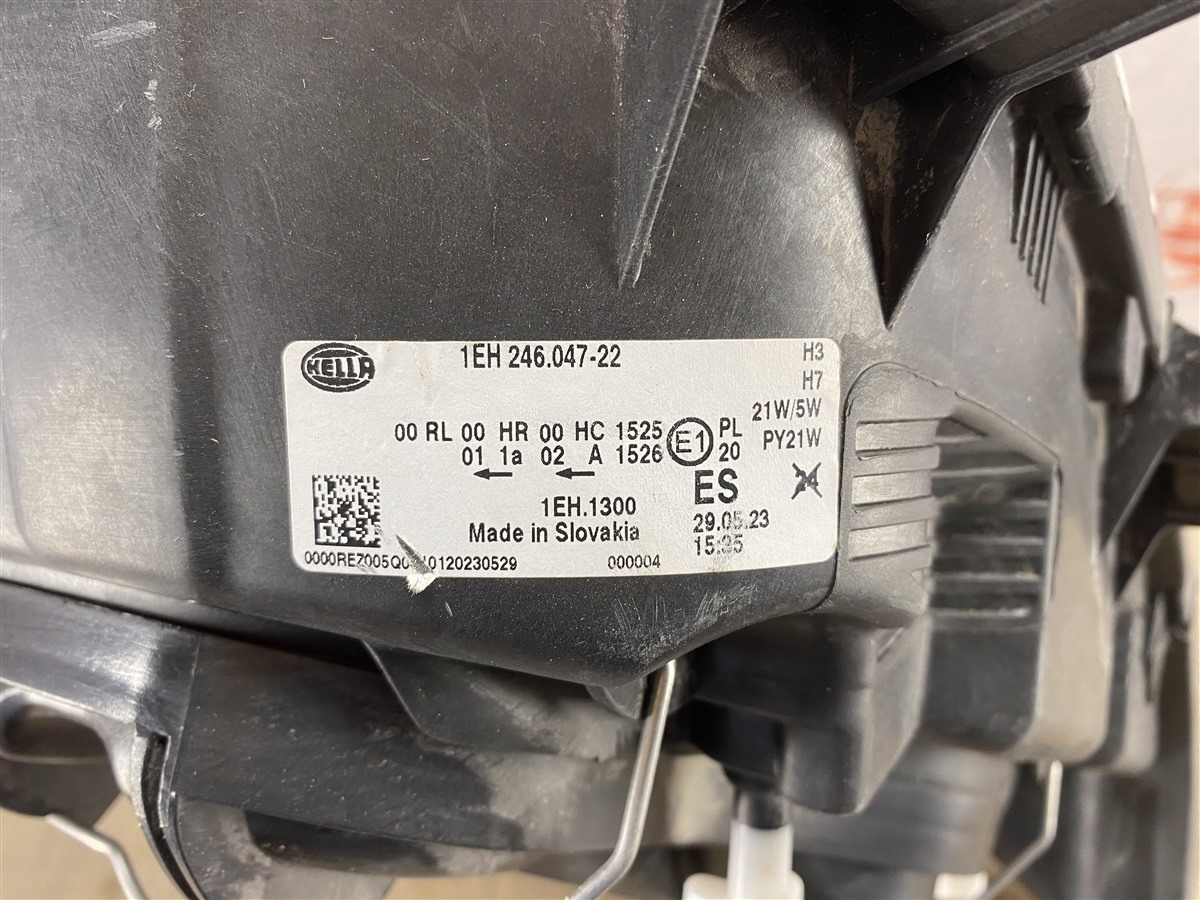 HELLA
1EH 246.047-22
H3
H7
21W/5W
PY21W
24
00 RL 00 HR 00 HC 1525
01 1a 02 A 1526
E1
PL
20
ES
1EH.1300
Made in Slovakia
29.05.23
15:35
000004